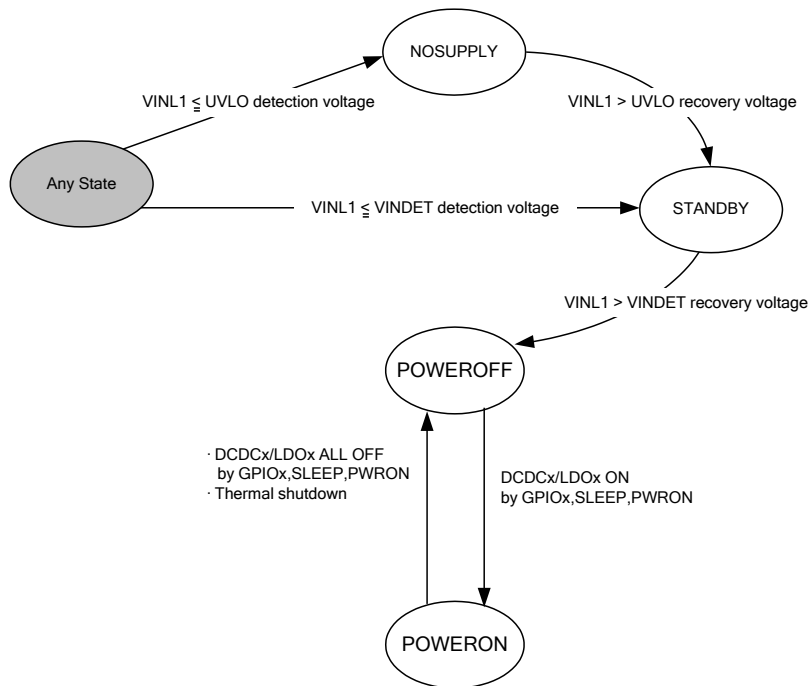 NOSUPPLY
VINL1 ≦ UVLO detection voltage
VINL1 > UVLO recovery voltage
Any State
VINL1 ≦ VINDET detection voltage
STANDBY
VINL1 > VINDET recovery voltage
POWEROFF
· DCDCx/LDOx ALL OFF
by GPIOx,SLEEP,PWRON
· Thermal shutdown
DCDCx/LDOx ON
by GPIOx,SLEEP,PWRON
POWERON